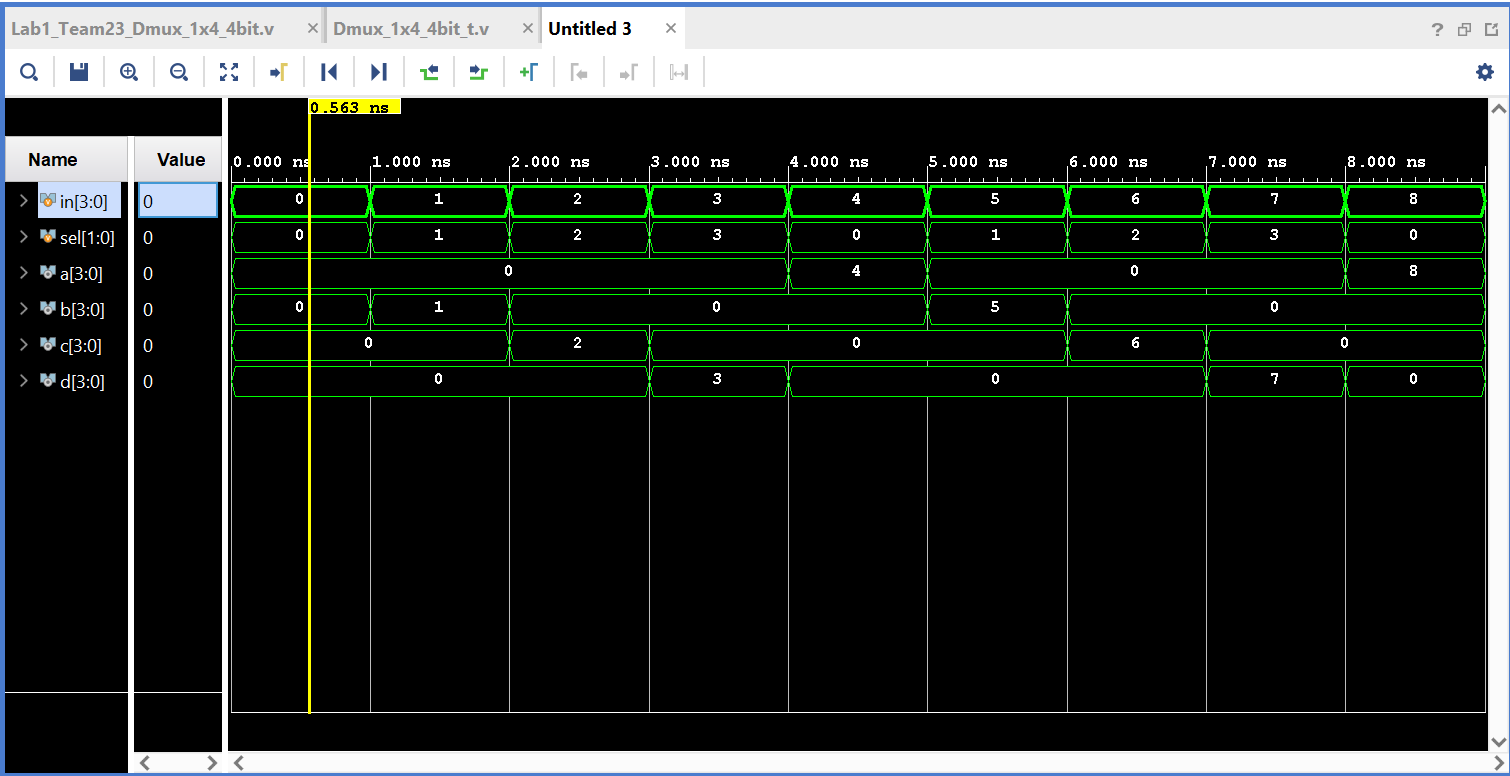 Lab1_Team23_Dmux_1x4_4bit.v × Dmux_1x4_4bit_t.v × Untitled 3 × ?
0.563 ns
Name Value 0.000 ns 1.000 ns 2.000 ns 3.000 ns 4.000 ns 5.000 ns 6.000 ns 7.000 ns 8.000 ns
in[3:0] 0 0 1 2 3 4 5 6 7 8
sel[1:0] 0 0 1 2 3 0 1 2 3 0
a[3:0] 0 0 4 0 8
b[3:0] 0 0 1 0 5 0
c[3:0] 0 0 2 0 6 0
d[3:0] 0 0 3 0 7 0